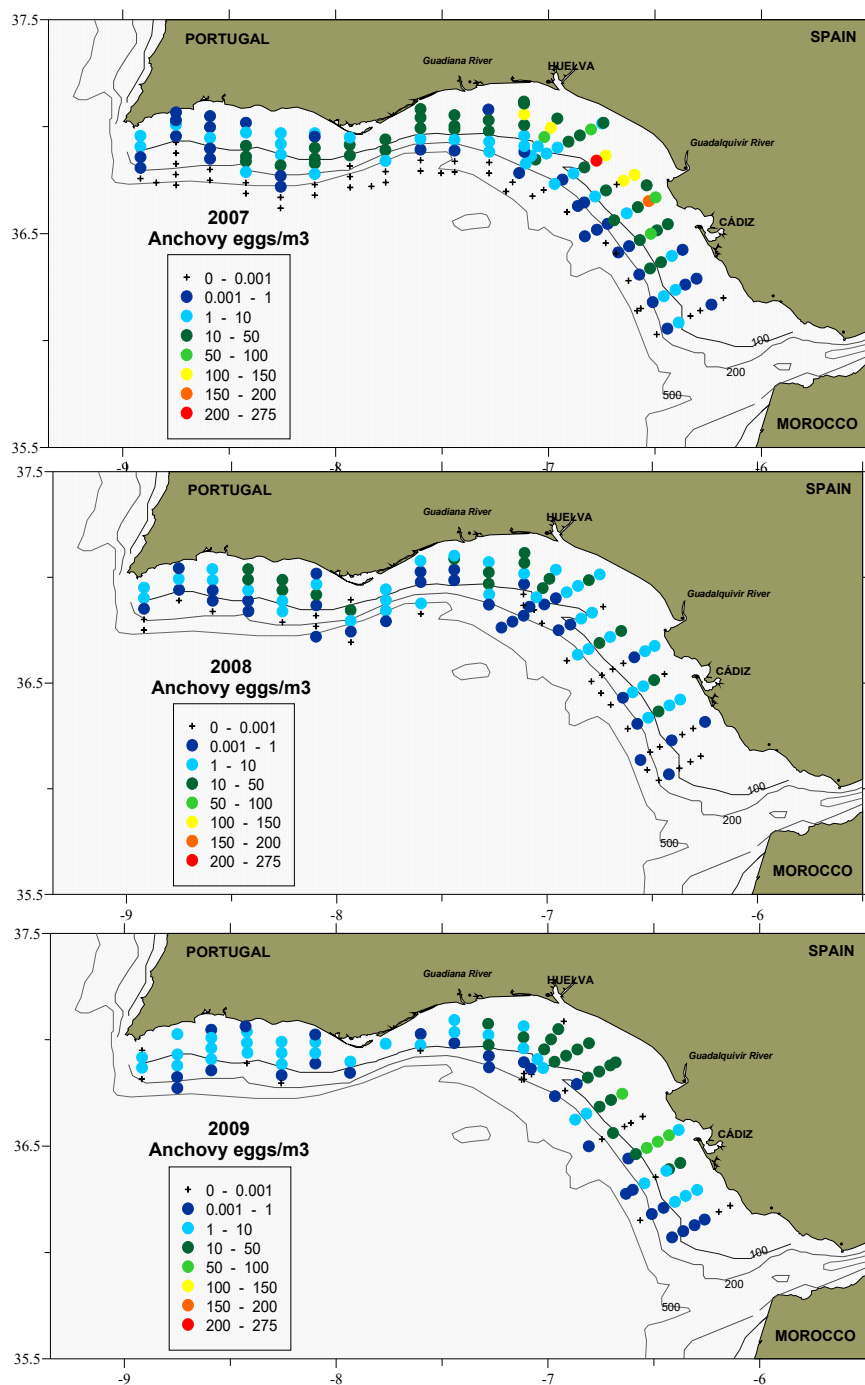 37.5
PORTUGAL
SPAIN
Guadiana River
HUELVA
Guadalquivir River
CÁDIZ
36.5
2007
Anchovy eggs/m3
0 - 0.001
0.001 - 1
1 - 10
10 - 50
50 - 100
100 - 150
150 - 200
200 - 275
100
200
500
MOROCCO
35.5
-9
-8
-7
-6
37.5
PORTUGAL
SPAIN
Guadiana River
HUELVA
Guadalquivir River
CÁDIZ
36.5
2008
Anchovy eggs/m3
0 - 0.001
0.001 - 1
1 - 10
10 - 50
50 - 100
100 - 150
150 - 200
200 - 275
100
200
500
MOROCCO
35.5
-9
-8
-7
-6
37.5
PORTUGAL
SPAIN
Guadiana River
HUELVA
Guadalquivir River
CÁDIZ
36.5
2009
Anchovy eggs/m3
0 - 0.001
0.001 - 1
1 - 10
10 - 50
50 - 100
100 - 150
150 - 200
200 - 275
100
200
500
MOROCCO
35.5
-9
-8
-7
-6